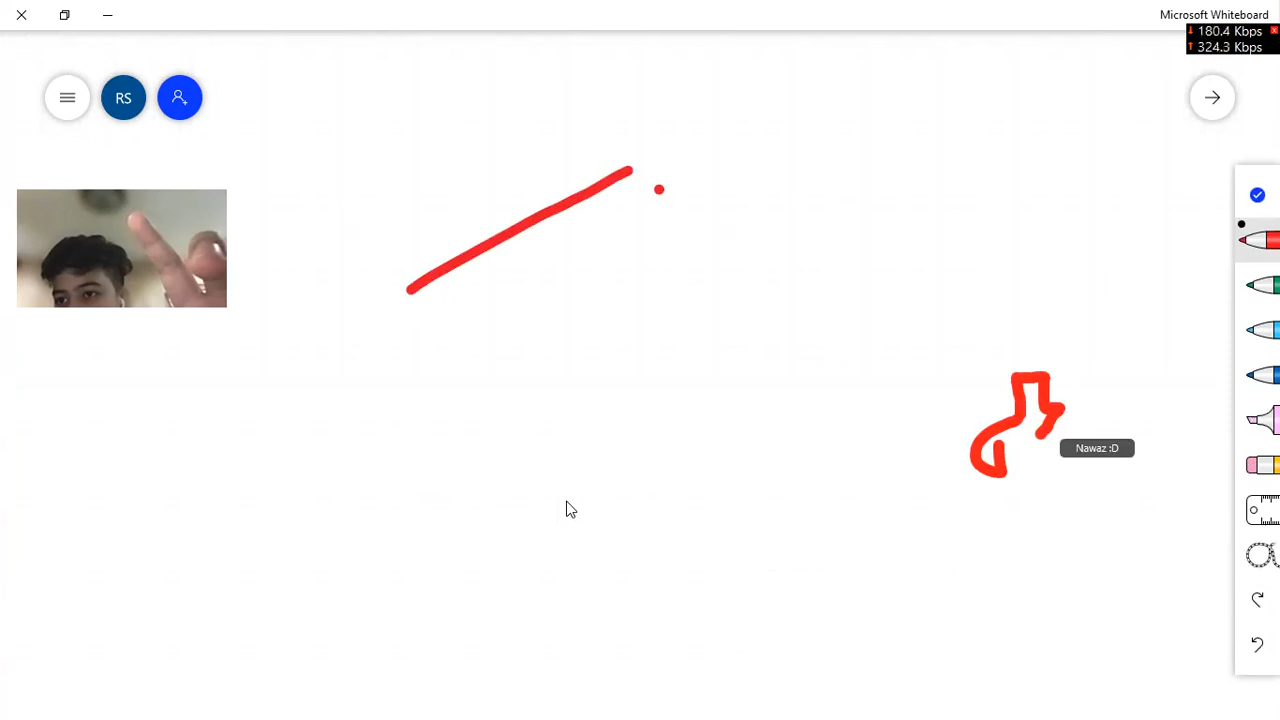 Microsoft Whiteboard
180.4 Kbps
324.3 Kbps
RS
Nawaz :D